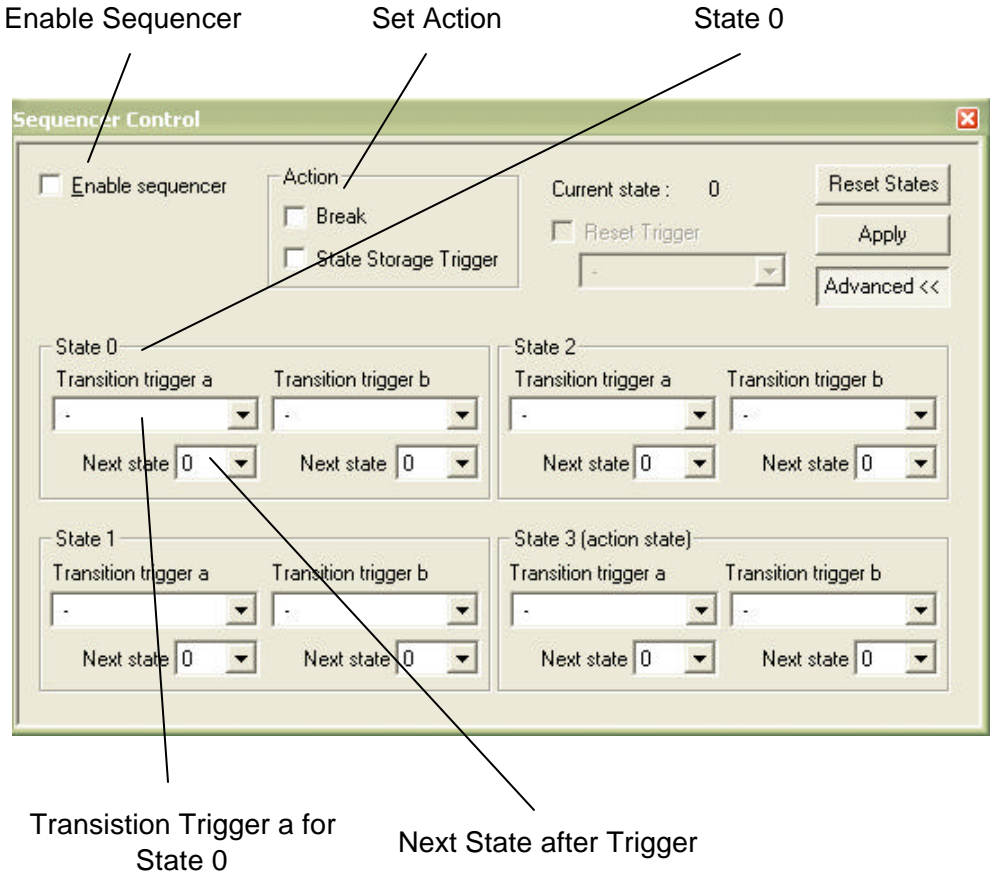 Enable Sequencer
Set Action
State 0
Sequencer Control
Enable sequencer
Action
Break
State Storage Trigger
Current state : 0
Reset Trigger
-
Reset States
Apply
Advanced <<
State 0
Transition trigger a
Transition trigger b
-
-
Next state 0
Next state 0
State 2
Transition trigger a
Transition trigger b
-
-
Next state 0
Next state 0
State 1
Transition trigger a
Transition trigger b
-
-
Next state 0
Next state 0
State 3 (action state)
Transition trigger a
Transition trigger b
-
-
Next state 0
Next state 0
Transistion Trigger a for
State 0
Next State after Trigger